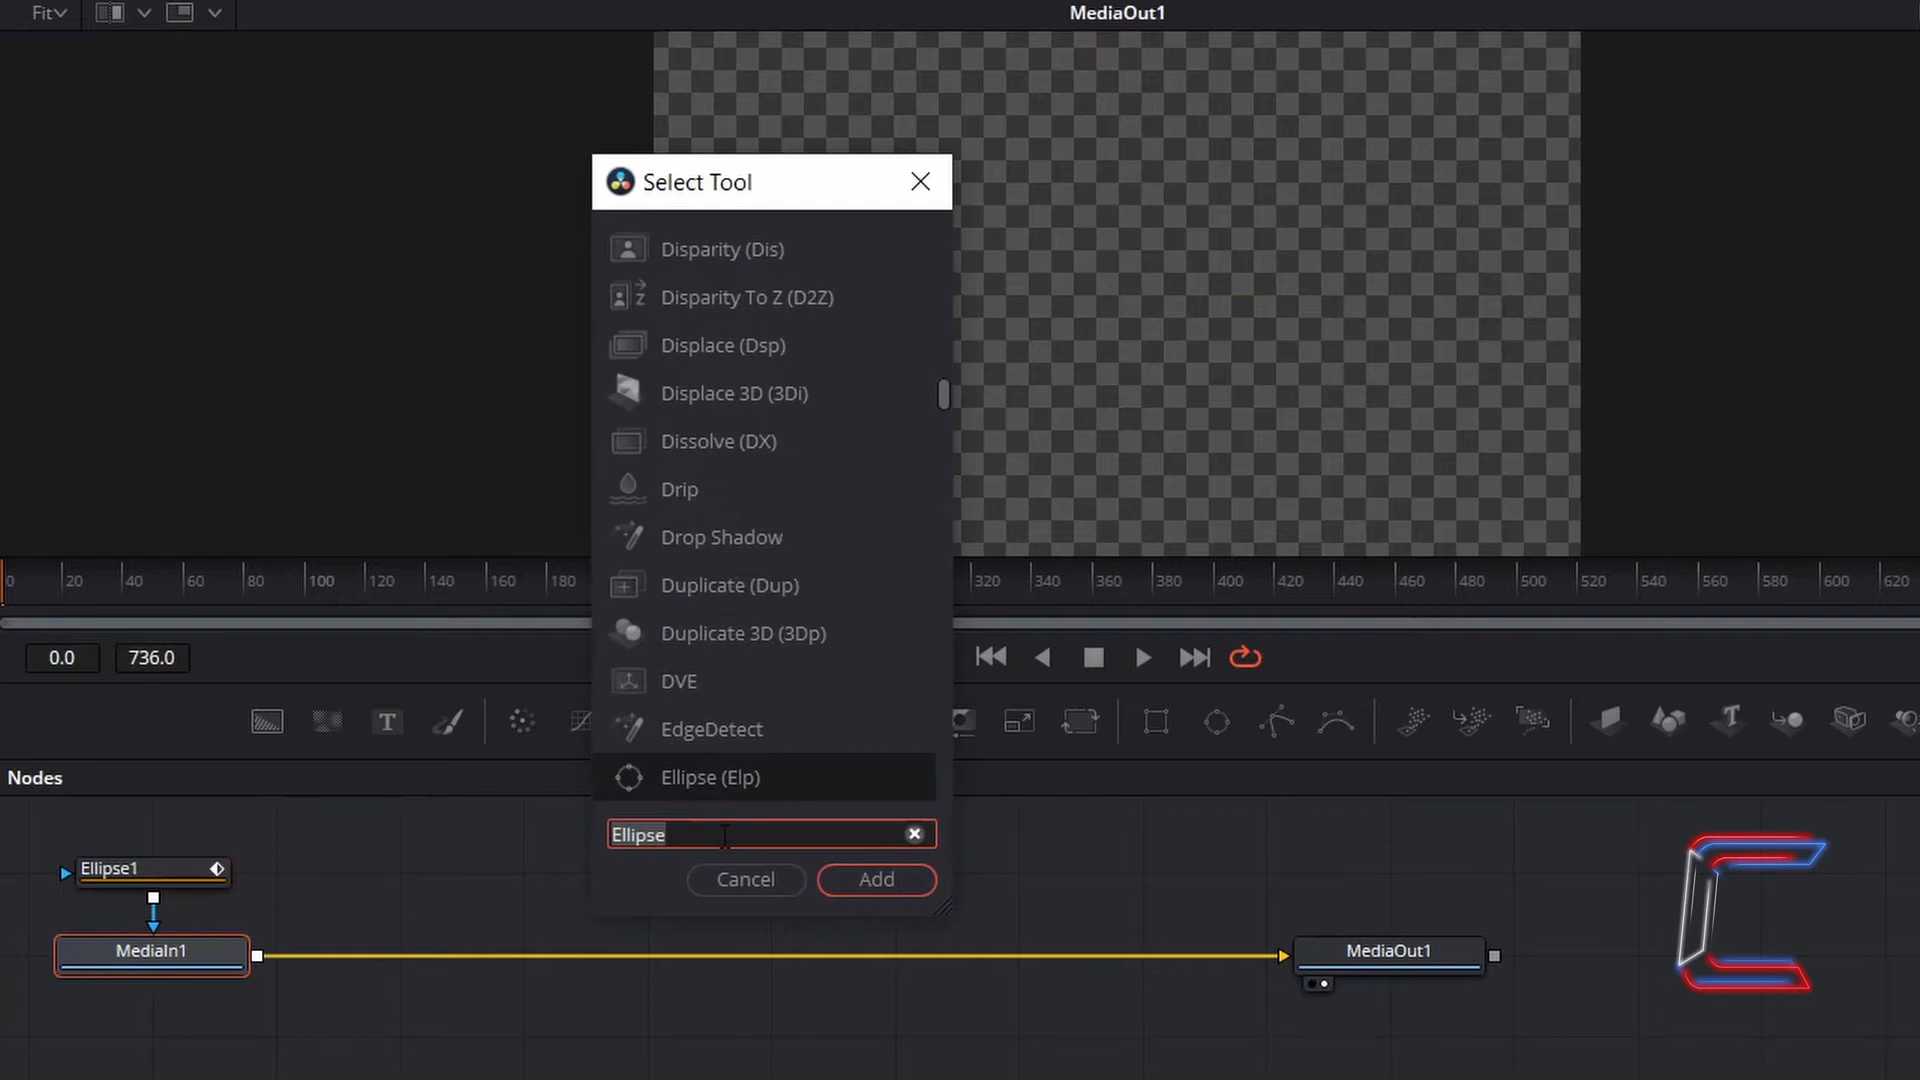 Fit
MediaOut1
Select Tool
Disparity (Dis)
Disparity To Z (D2Z)
Displace (Dsp)
Displace 3D (3Di)
Dissolve (DX)
Drip
Drop Shadow
Duplicate (Dup)
Duplicate 3D (3Dp)
DVE
EdgeDetect
Ellipse (Elp)
Ellipse
Cancel Add
0 20 40 60 80 100 120 140 160 180 320 340 360 380 400 420 440 460 480 500 520 540 560 580 600 620
0.0 736.0
Nodes
Ellipse1
MediaIn1
MediaOut1